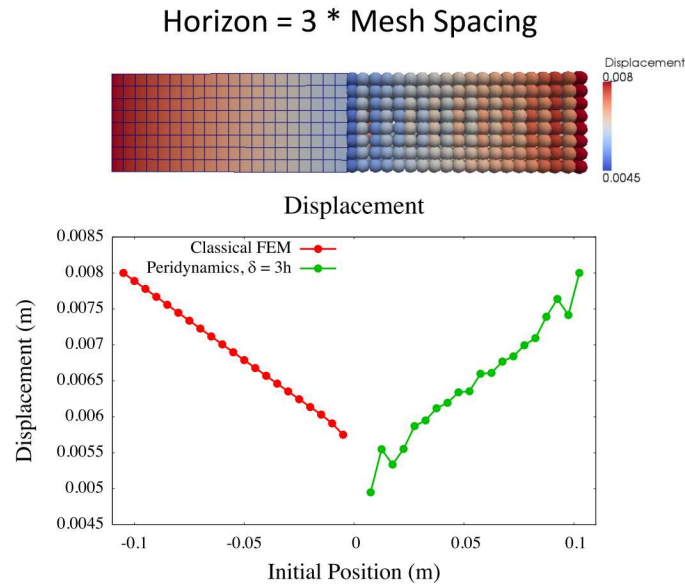 Horizon = 3 * Mesh Spacing
Displacement
0.008
0.0045
Displacement
0.0085
0.008
0.0075
0.007
0.0065
0.006
0.0055
0.005
0.0045
Displacement (m)
Classical FEM
Peridynamics, δ = 3h
-0.1
-0.05
0
0.05
0.1
Initial Position (m)